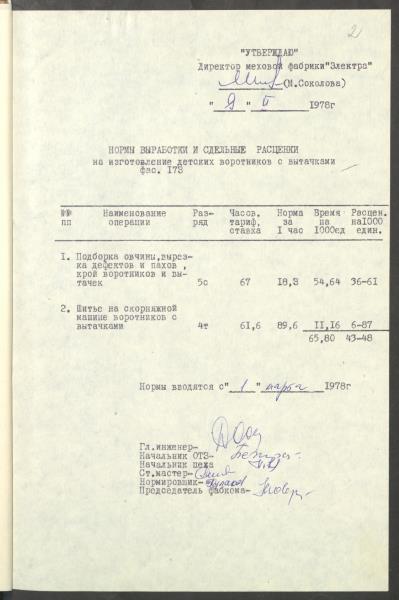 2
"УТВЕРЖДАЮ"
Директор меховой фабрики"Электра"
(М.Соколова)
" 9 " II 1978г
НОРМЫ ВЫРАБОТКИ И СДЕЛЬНЫЕ РАСЦЕНКИ
на изготовление детских воротников с вытачками
фас. 173
№№ Наименование Раз- Часов. Норма Время Расцен.
пп операции ряд тариф. за на на1000
ставка 1 час 1000ед един.
1. Подборка овчины,вырез-
ка дефектов и пахов ,
крой воротников и вы-
тачек 5с 67 18,3 54,64 36-61
2. Шитье на скорняжной
машине воротников с
вытачками 4т 61,6 89,6 11,16 6-87
65,80 43-48
Нормы вводятся с" 1 " марта 1978г
Гл.инженер-
Начальник ОТЗ-
Начальник цеха
Ст.мастер-
Нормировщик-
Председатель фабкома-